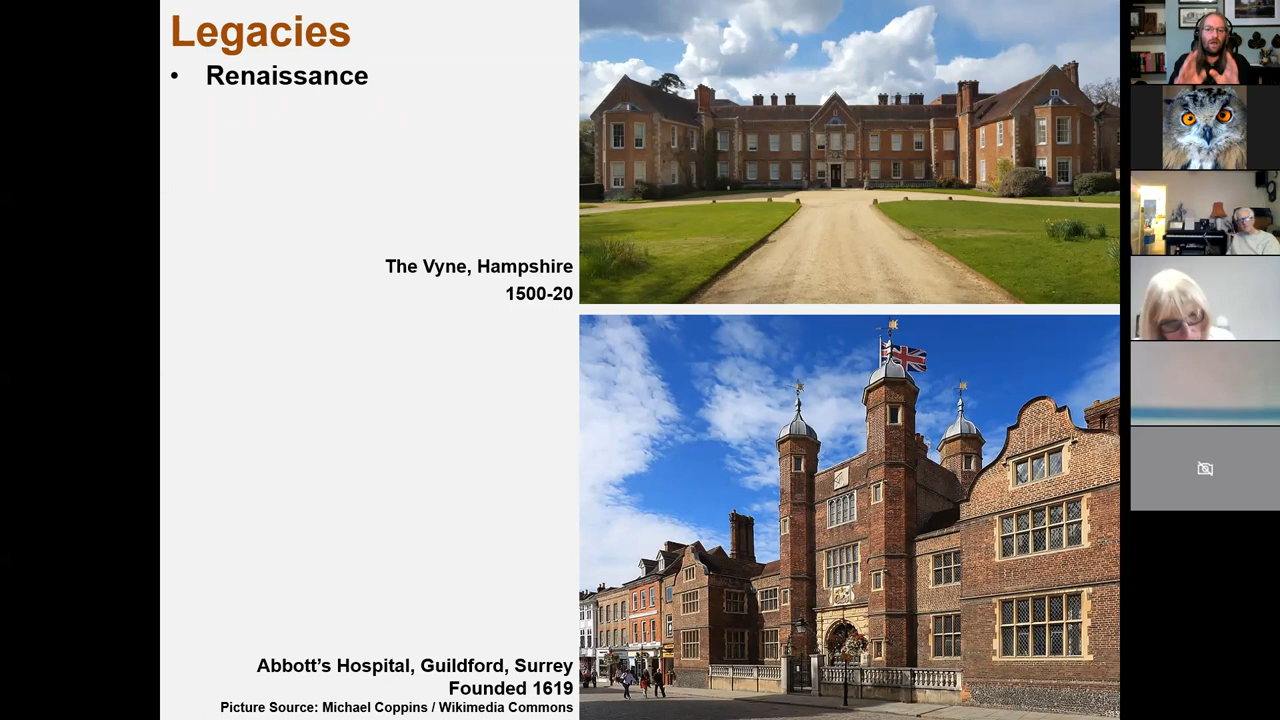 Legacies
• Renaissance
The Vyne, Hampshire
1500-20
Abbott’s Hospital, Guildford, Surrey
Founded 1619
Picture Source: Michael Coppins / Wikimedia Commons